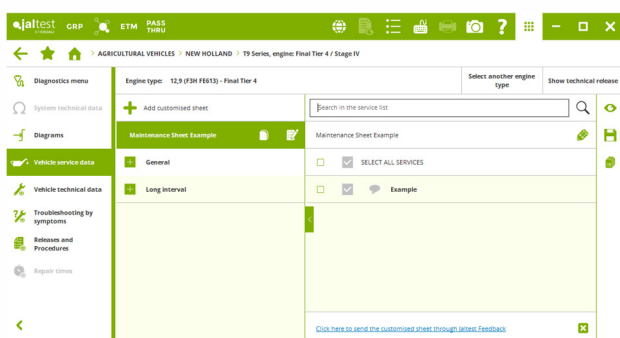 jaltest GRP ETM PASS THRU
AGRICULTURAL VEHICLES > NEW HOLLAND > T9 Series, engine: Final Tier 4 / Stage IV
Diagnostics menu
Engine type: 12,9 (F3H FE613) - Final Tier 4
Select another engine type
Show technical release
System technical data
Add customised sheet
Search in the service list
Diagrams
Maintenance Sheet Example
Maintenance Sheet Example
Vehicle service data
General
SELECT ALL SERVICES
Vehicle technical data
Long interval
Example
Troubleshooting by symptoms
Releases and Procedures
Repair times
Click here to send the customised sheet through Jaltest Feedback